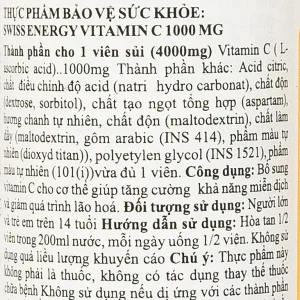 THỰC PHẨM BẢO VỆ SỨC KHỎE:
SWISS ENERGY VITAMIN C 1000 MG
Thành phần cho 1 viên sủi (4000mg) Vitamin C ( L-
ascorbic acid)..1000mg Thành phần khác: Acid citric,
chất điều chỉnh độ acid (natri hydro carbonat), chất độn
(dextrose, sorbitol), chất tạo ngọt tổng hợp (aspartam),
hương chanh tự nhiên (maltodextrin), chất làm dày
(maltodextrin), gôm arabic (INS 414), phẩm màu tự
nhiên (dioxyd titan)), polyetylen glycol (INS 1521), phẩm
màu tự nhiên (101(i))vừa đủ 1 viên. Công dụng: Bổ sung
vitamin C cho cơ thể giúp tăng cường khả năng miễn dịch
và giảm quá trình lão hoá. Đối tượng sử dụng: Người lớn
và trẻ em trên 14 tuổi Hướng dẫn sử dụng: Hòa tan 1/2
viên trong 200ml nước, mỗi ngày uống 1/2 viên. Không sử
dụng quá liều lượng khuyến cáo Chú ý: Thực phẩm này
không phải là thuốc, không có tác dụng thay thế thuốc
chữa bệnh Không sử dụng nếu dị ứng với các thành